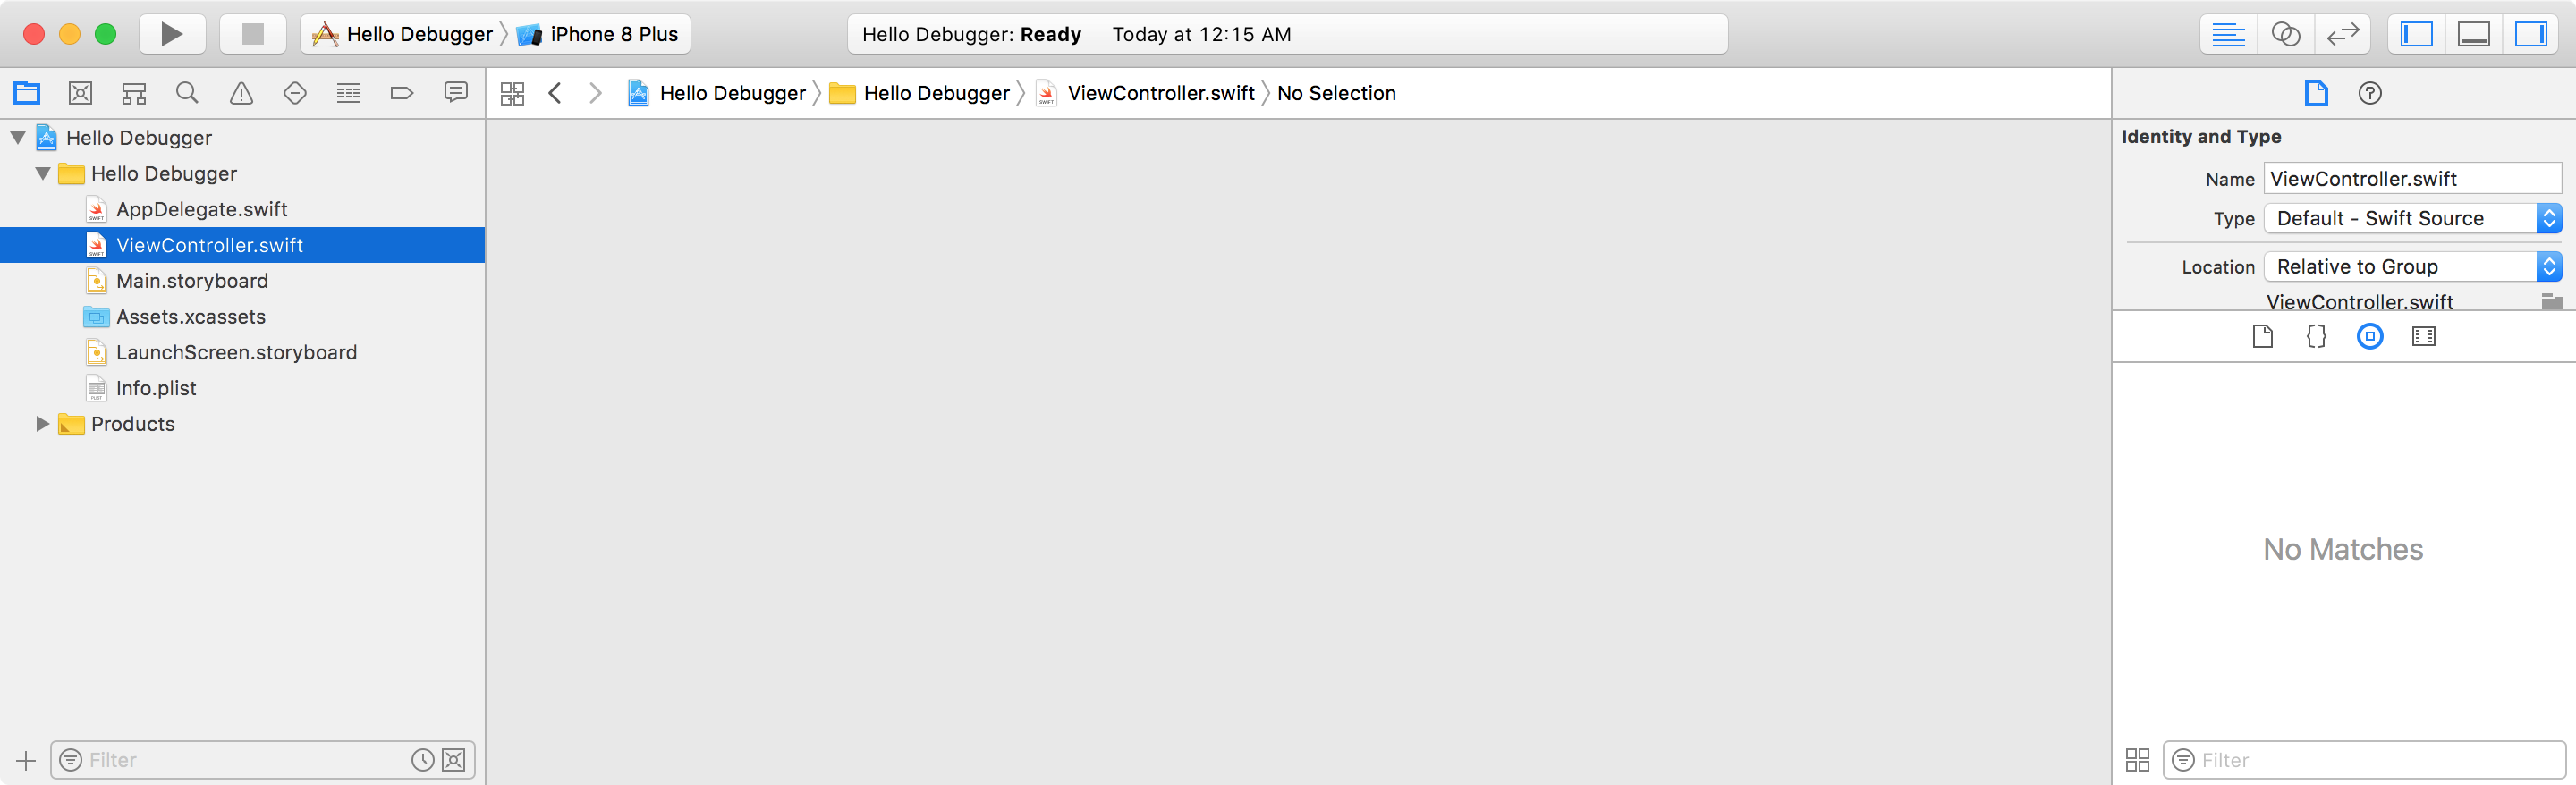 Hello Debugger iPhone 8 Plus
Hello Debugger: Ready | Today at 12:15 AM
Hello Debugger Hello Debugger ViewController.swift No Selection
Hello Debugger
Hello Debugger
AppDelegate.swift
ViewController.swift
Main.storyboard
Assets.xcassets
LaunchScreen.storyboard
Info.plist
Products
Filter
Identity and Type
Name ViewController.swift
Type Default - Swift Source
Location Relative to Group
ViewController.swift
No Matches
Filter